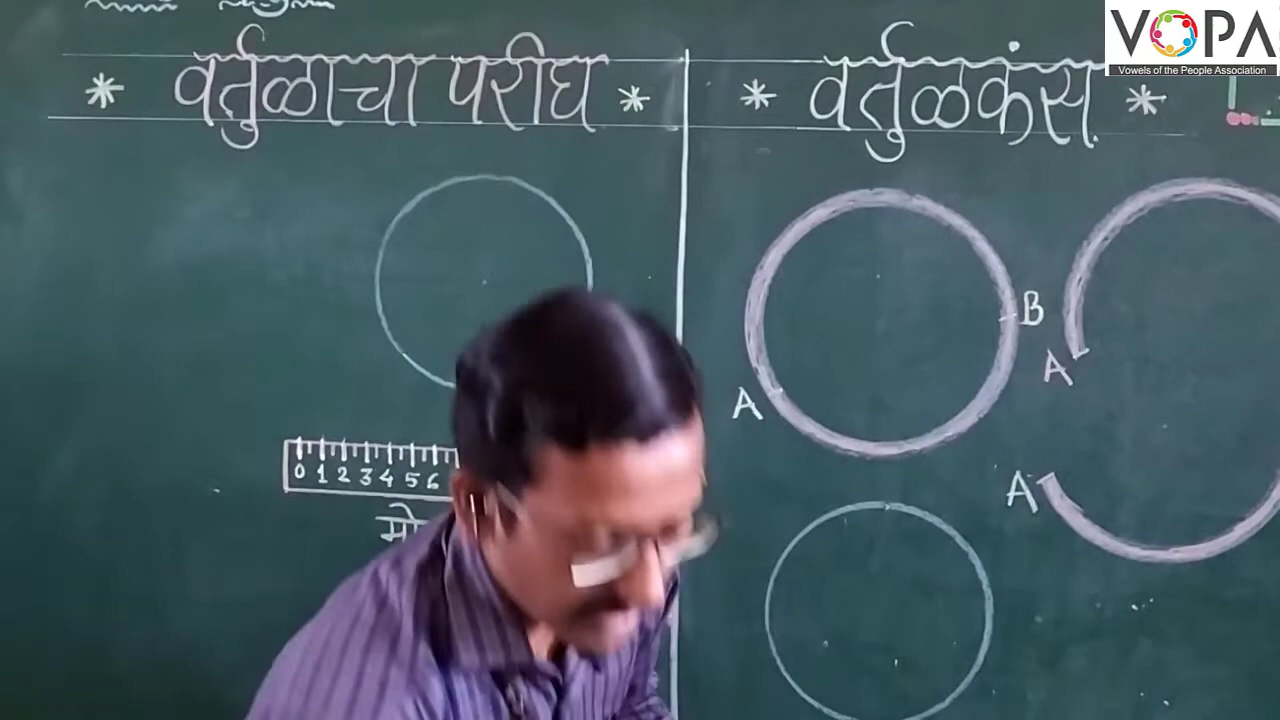 * वर्तुळाचा परीघ *
* वर्तुळकंस. *
VOPA
Vowels of the People Association
B
A
A
A
0 1 2 3 4 5 6